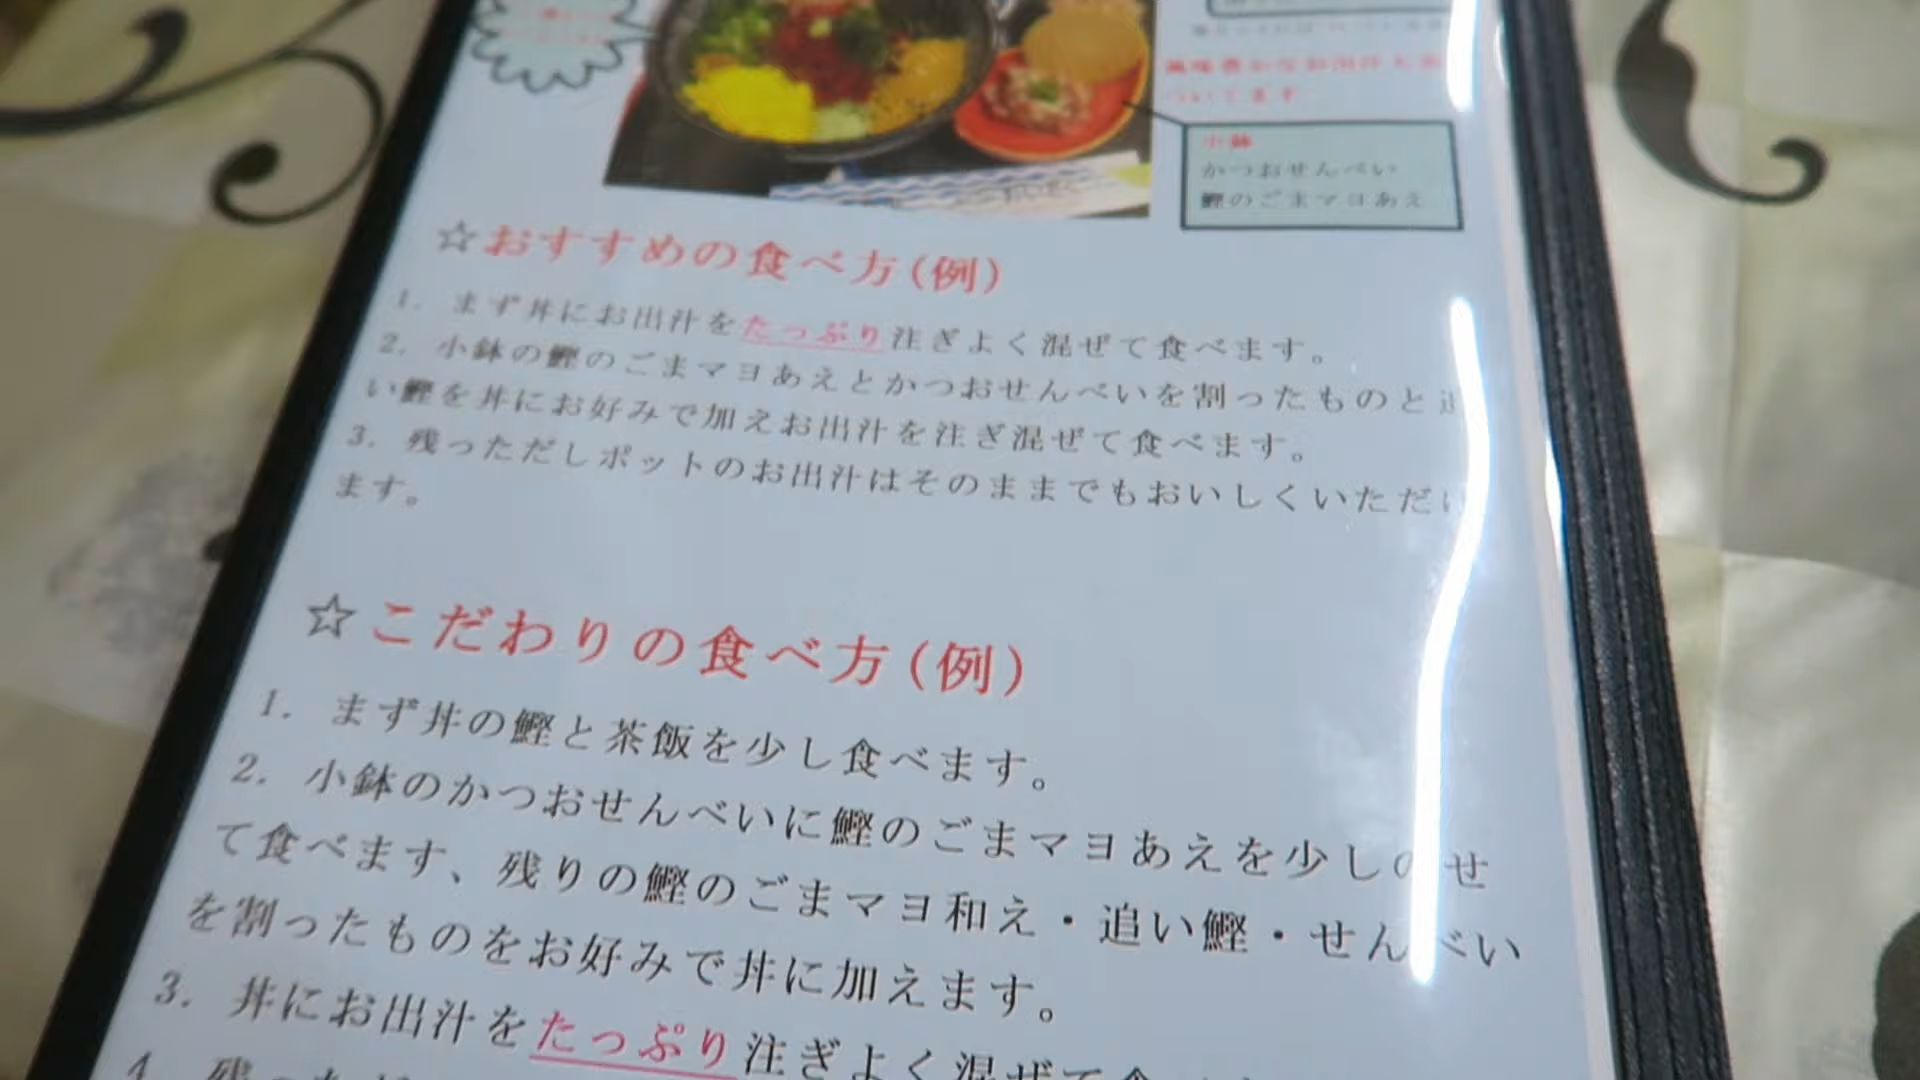 小鉢
かつおせんべい
鰹のごまマヨあえ
☆おすすめの食べ方(例)
1. まず丼にお出汁をたっぷり注ぎよく混ぜて食べます。
2. 小鉢の鰹のごまマヨあえとかつおせんべいを割ったものと追
い鰹を丼にお好みで加えお出汁を注ぎ混ぜて食べます。
3. 残っただしポットのお出汁はそのままでもおいしくいただけ
ます。
☆こだわりの食べ方(例)
1. まず丼の鰹と茶飯を少し食べます。
2. 小鉢のかつおせんべいに鰹のごまマヨあえを少しのせ
て食べます、残りの鰹のごまマヨ和え・追い鰹・せんべい
を割ったものをお好みで丼に加えます。
3. 丼にお出汁をたっぷり注ぎよく混ぜて食
4. 残っただ